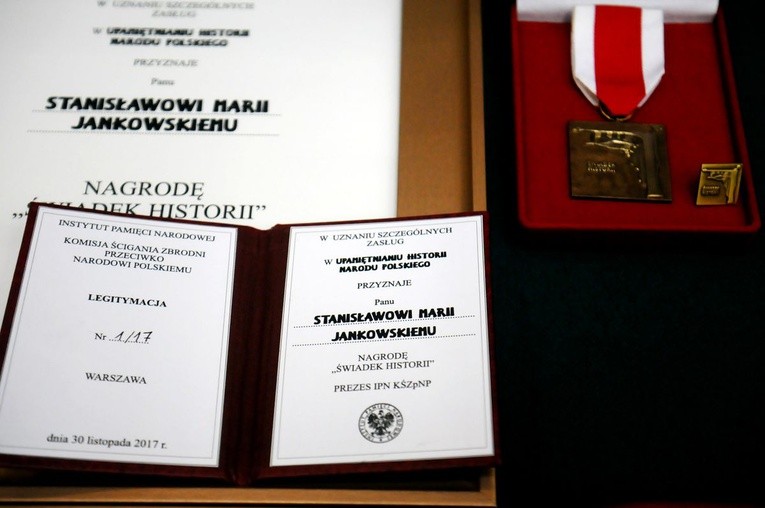 W UZNANIU SZCZEGÓLNYCH
ZASŁUG
W UPAMIĘTNIANIU HISTORII
NARODU POLSKIEGO
PRZYZNAJE
Panu
STANISŁAWOWI MARII
JANKOWSKIEMU
NAGRODĘ
„ŚWIADEK HISTORII”
INSTYTUT PAMIĘCI NARODOWEJ
KOMISJA ŚCIGANIA ZBRODNI
PRZECIWKO
NARODOWI POLSKIEMU
LEGITYMACJA
Nr 1/17
WARSZAWA
dnia 30 listopada 2017 r.
W UZNANIU SZCZEGÓLNYCH
ZASŁUG
W UPAMIĘTNIANIU HISTORII
NARODU POLSKIEGO
PRZYZNAJE
Panu
STANISŁAWOWI MARII
JANKOWSKIEMU
NAGRODĘ
„ŚWIADEK HISTORII”
PREZES IPN KŚZpNP